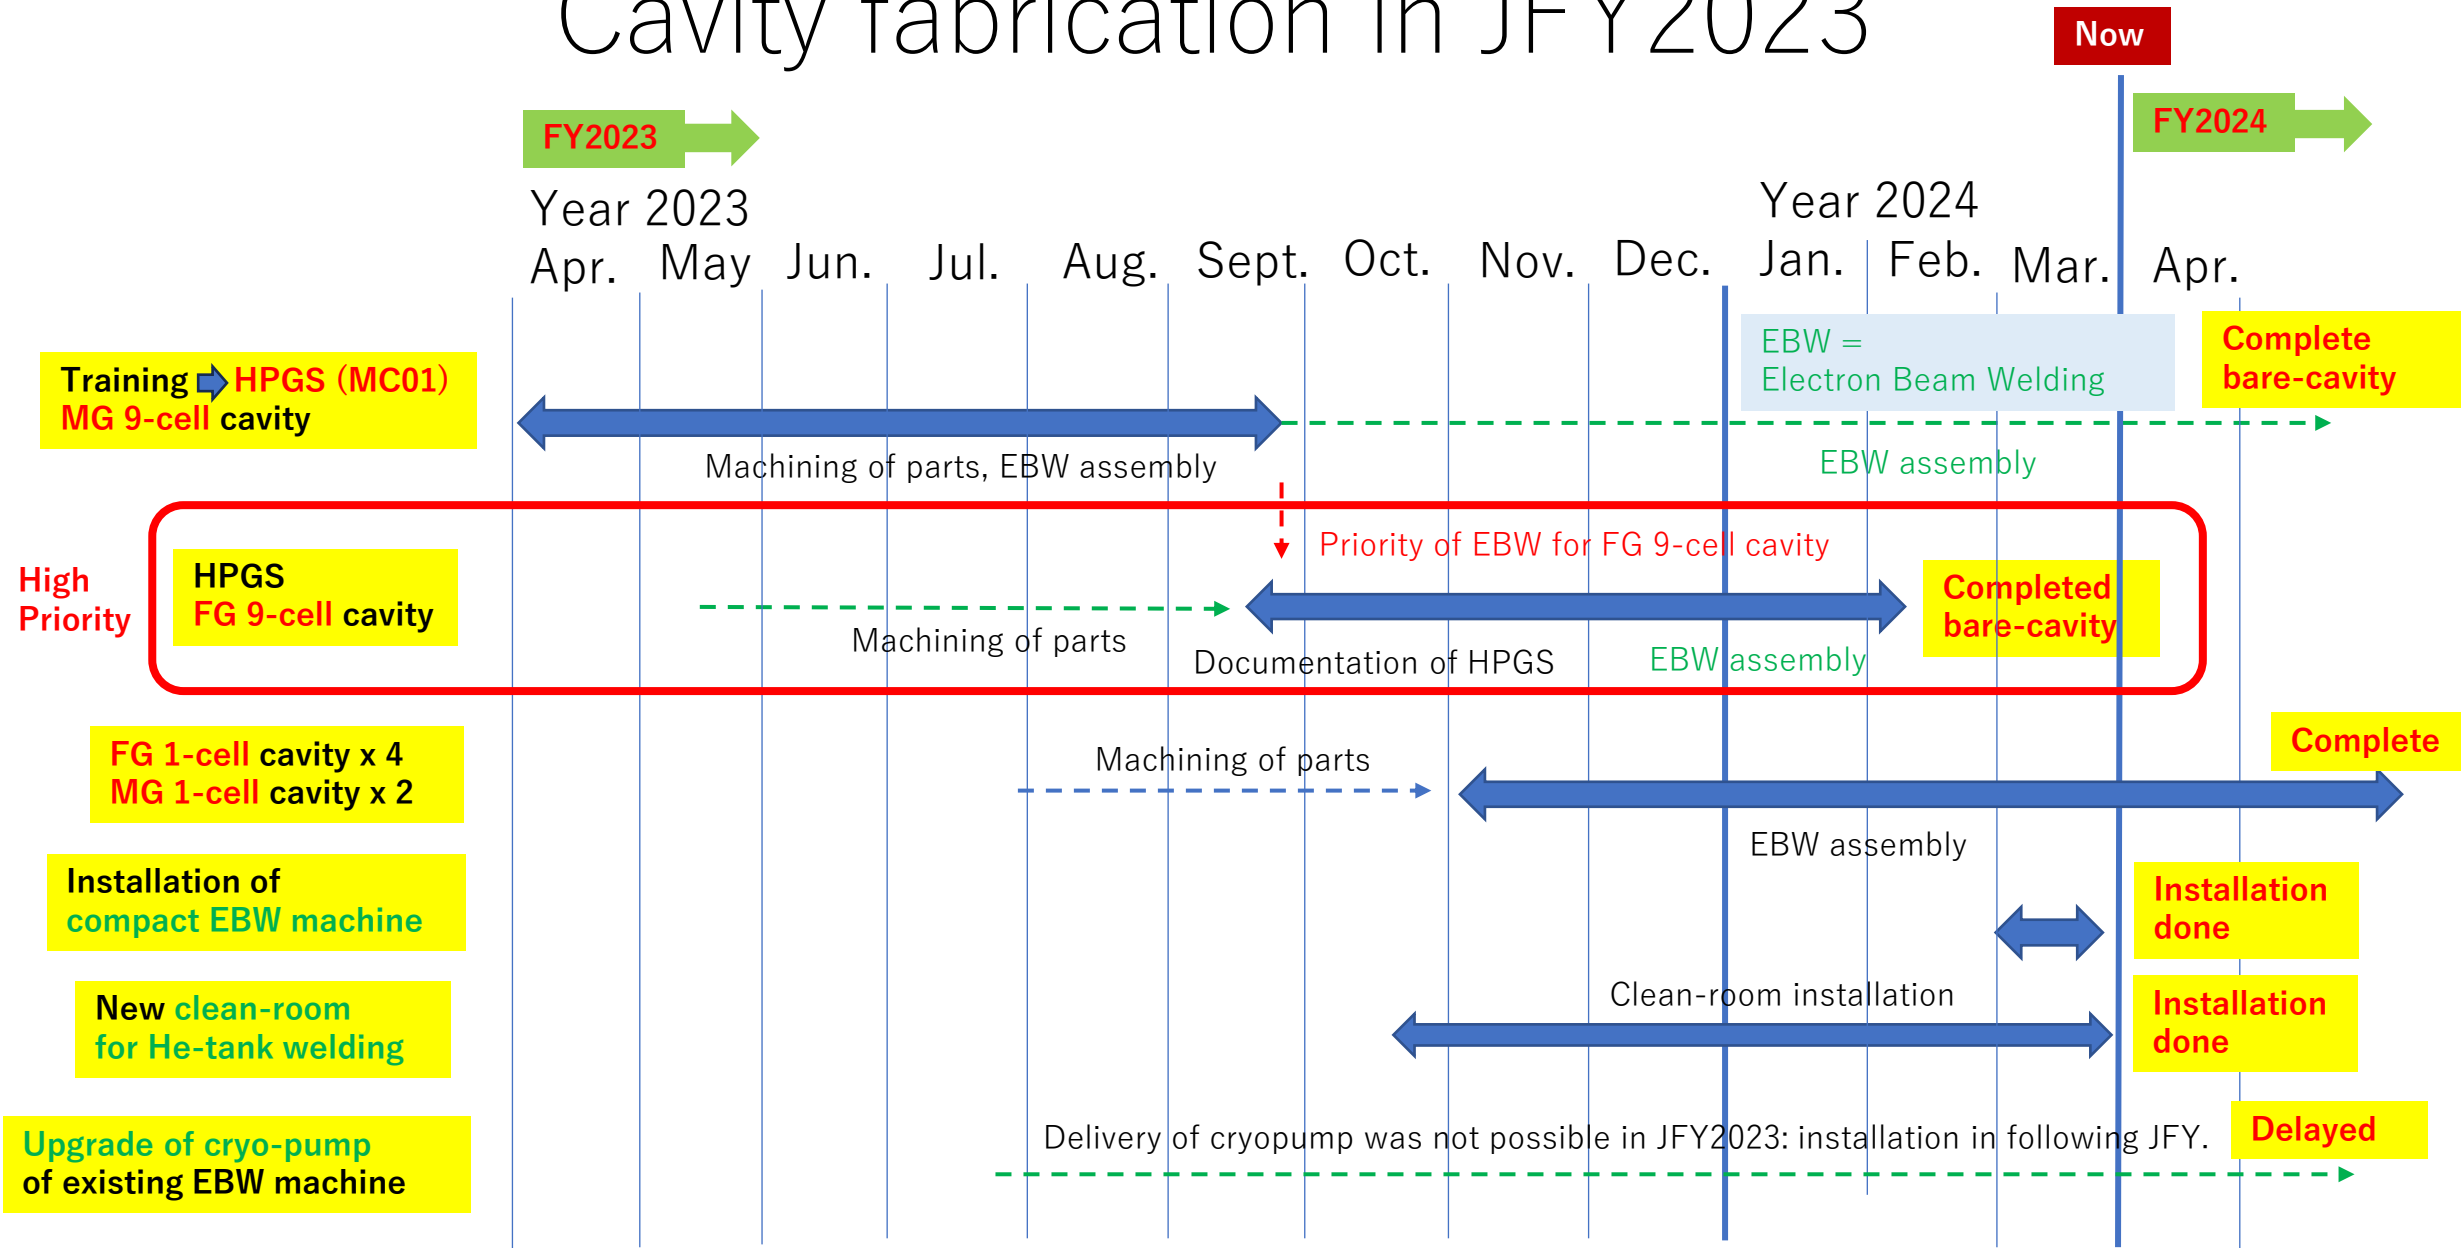 Cavity fabrication in JFY2023
Now
FY2023
FY2024
Year 2023
Year 2024
Apr. May Jun. Jul. Aug. Sept. Oct. Nov. Dec. Jan. Feb. Mar. Apr.
Training HPGS (MC01)
MG 9-cell cavity
EBW =
Electron Beam Welding
Complete
bare-cavity
Machining of parts, EBW assembly
EBW assembly
High
Priority
HPGS
FG 9-cell cavity
Priority of EBW for FG 9-cell cavity
Machining of parts
Documentation of HPGS
EBW assembly
Completed
bare-cavity
FG 1-cell cavity x 4
MG 1-cell cavity x 2
Machining of parts
EBW assembly
Complete
Installation of
compact EBW machine
Installation
done
New clean-room
for He-tank welding
Clean-room installation
Installation
done
Upgrade of cryo-pump
of existing EBW machine
Delivery of cryopump was not possible in JFY2023: installation in following JFY.
Delayed